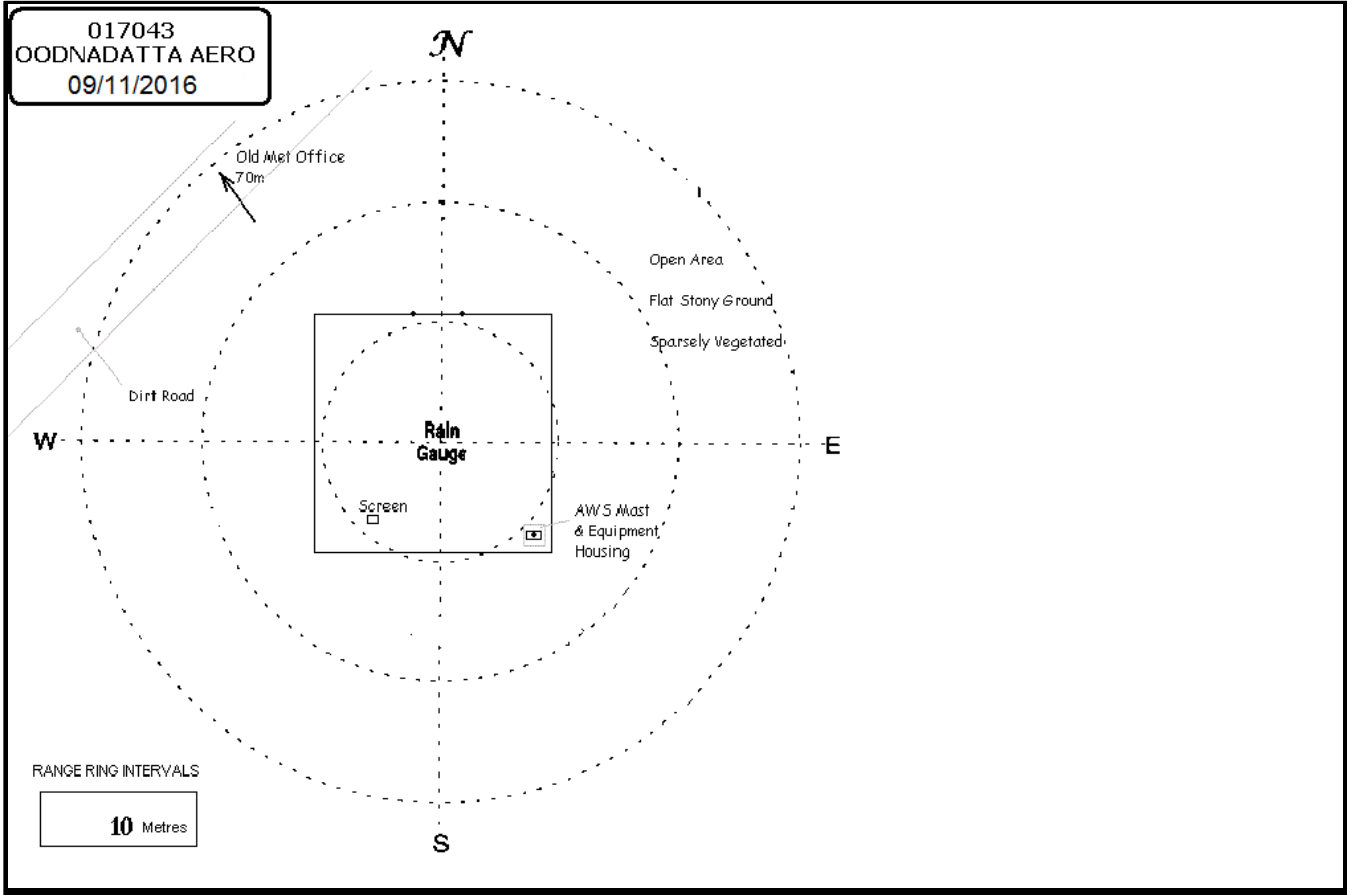 017043
OODNADATTA AERO
09/11/2016
N
Old Met Office
70m
Open Area
Flat Stony Ground
Sparsely Vegetated
Dirt Road
W
Rain
Gauge
E
Screen
AWS Mast
& Equipment
Housing
RANGE RING INTERVALS
10 Metres
S